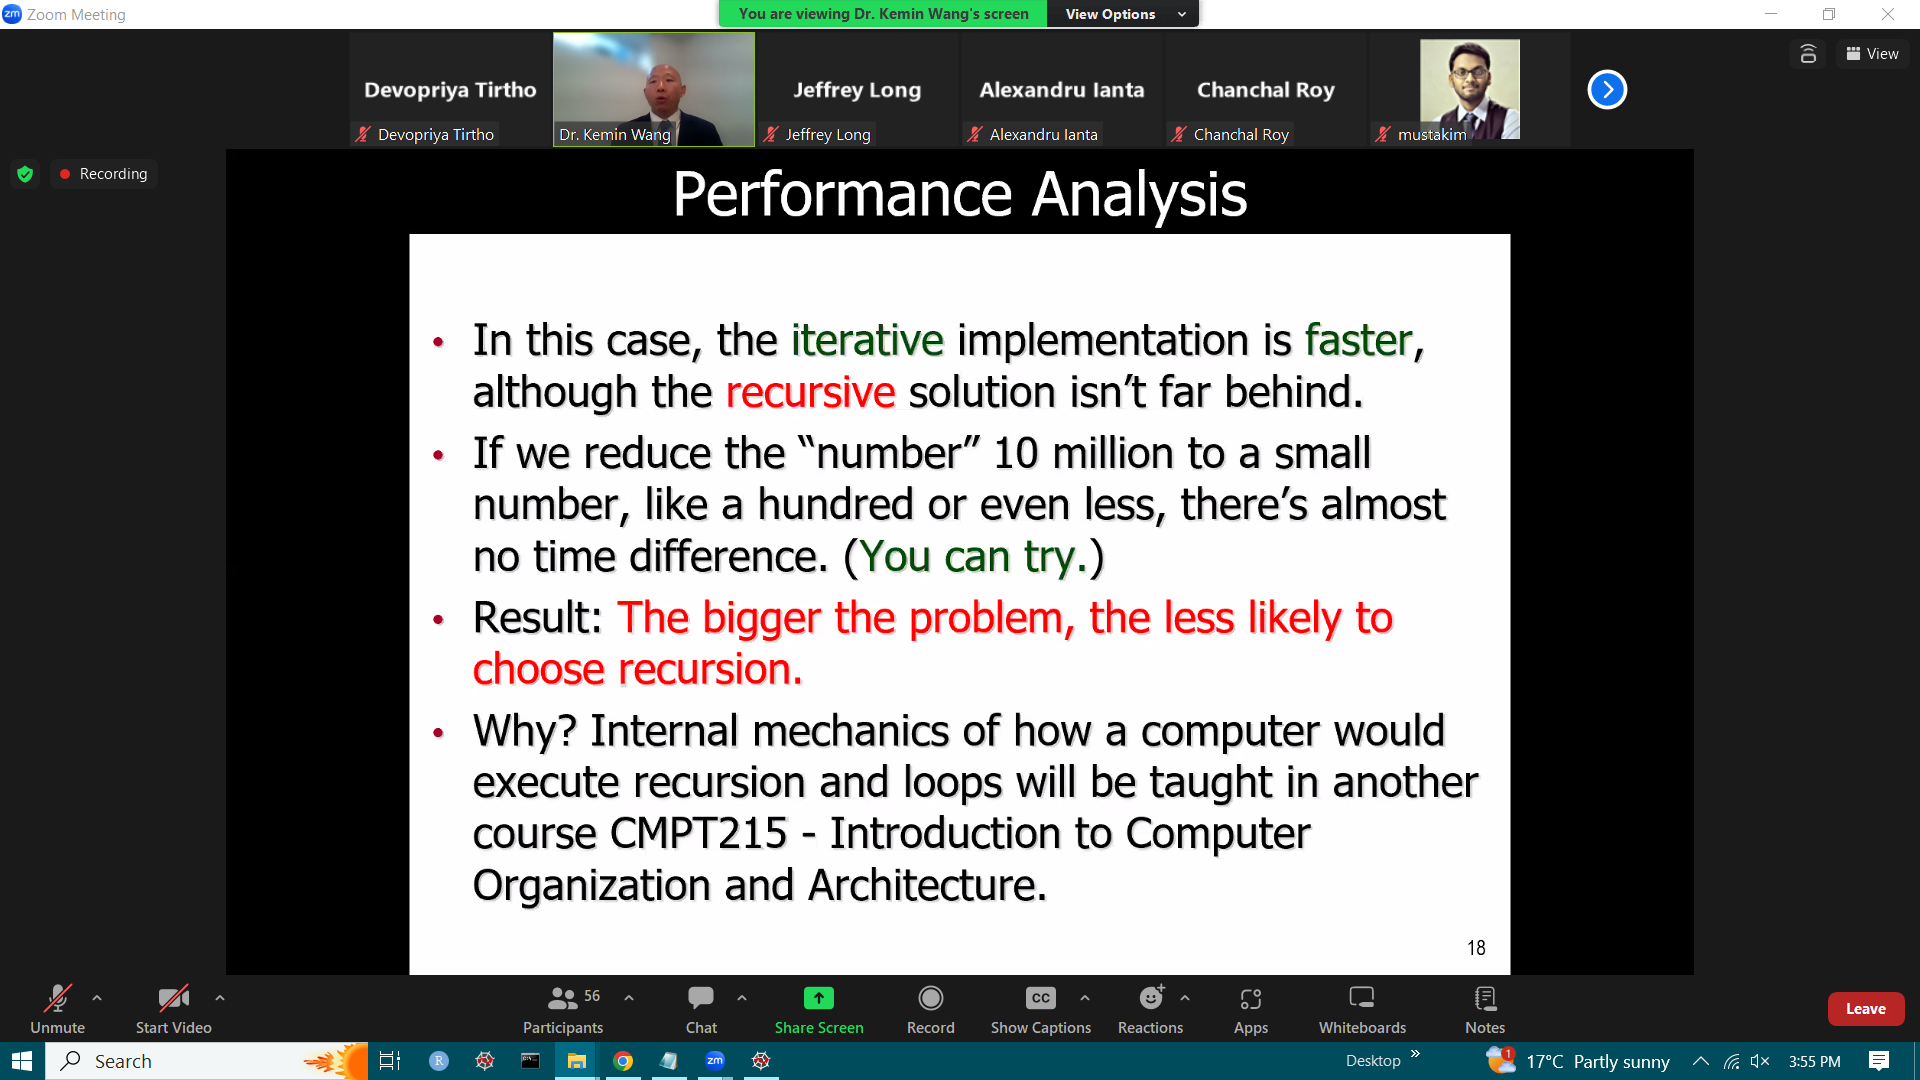 zm Zoom Meeting
You are viewing Dr. Kemin Wang's screen
View Options
View
Devopriya Tirtho
Devopriya Tirtho
Dr. Kemin Wang
Jeffrey Long
Jeffrey Long
Alexandru Ianta
Alexandru Ianta
Chanchal Roy
Chanchal Roy
mustakim
Recording
Performance Analysis
• In this case, the iterative implementation is faster,
although the recursive solution isn’t far behind.
• If we reduce the “number” 10 million to a small
number, like a hundred or even less, there’s almost
no time difference. (You can try.)
• Result: The bigger the problem, the less likely to
choose recursion.
• Why? Internal mechanics of how a computer would
execute recursion and loops will be taught in another
course CMPT215 - Introduction to Computer
Organization and Architecture.
18
Unmute
Start Video
56
Participants
Chat
Share Screen
Record
CC
Show Captions
Reactions
Apps
Whiteboards
Notes
Leave
Search
R
zm
Desktop »
1
17°C Partly sunny
3:55 PM